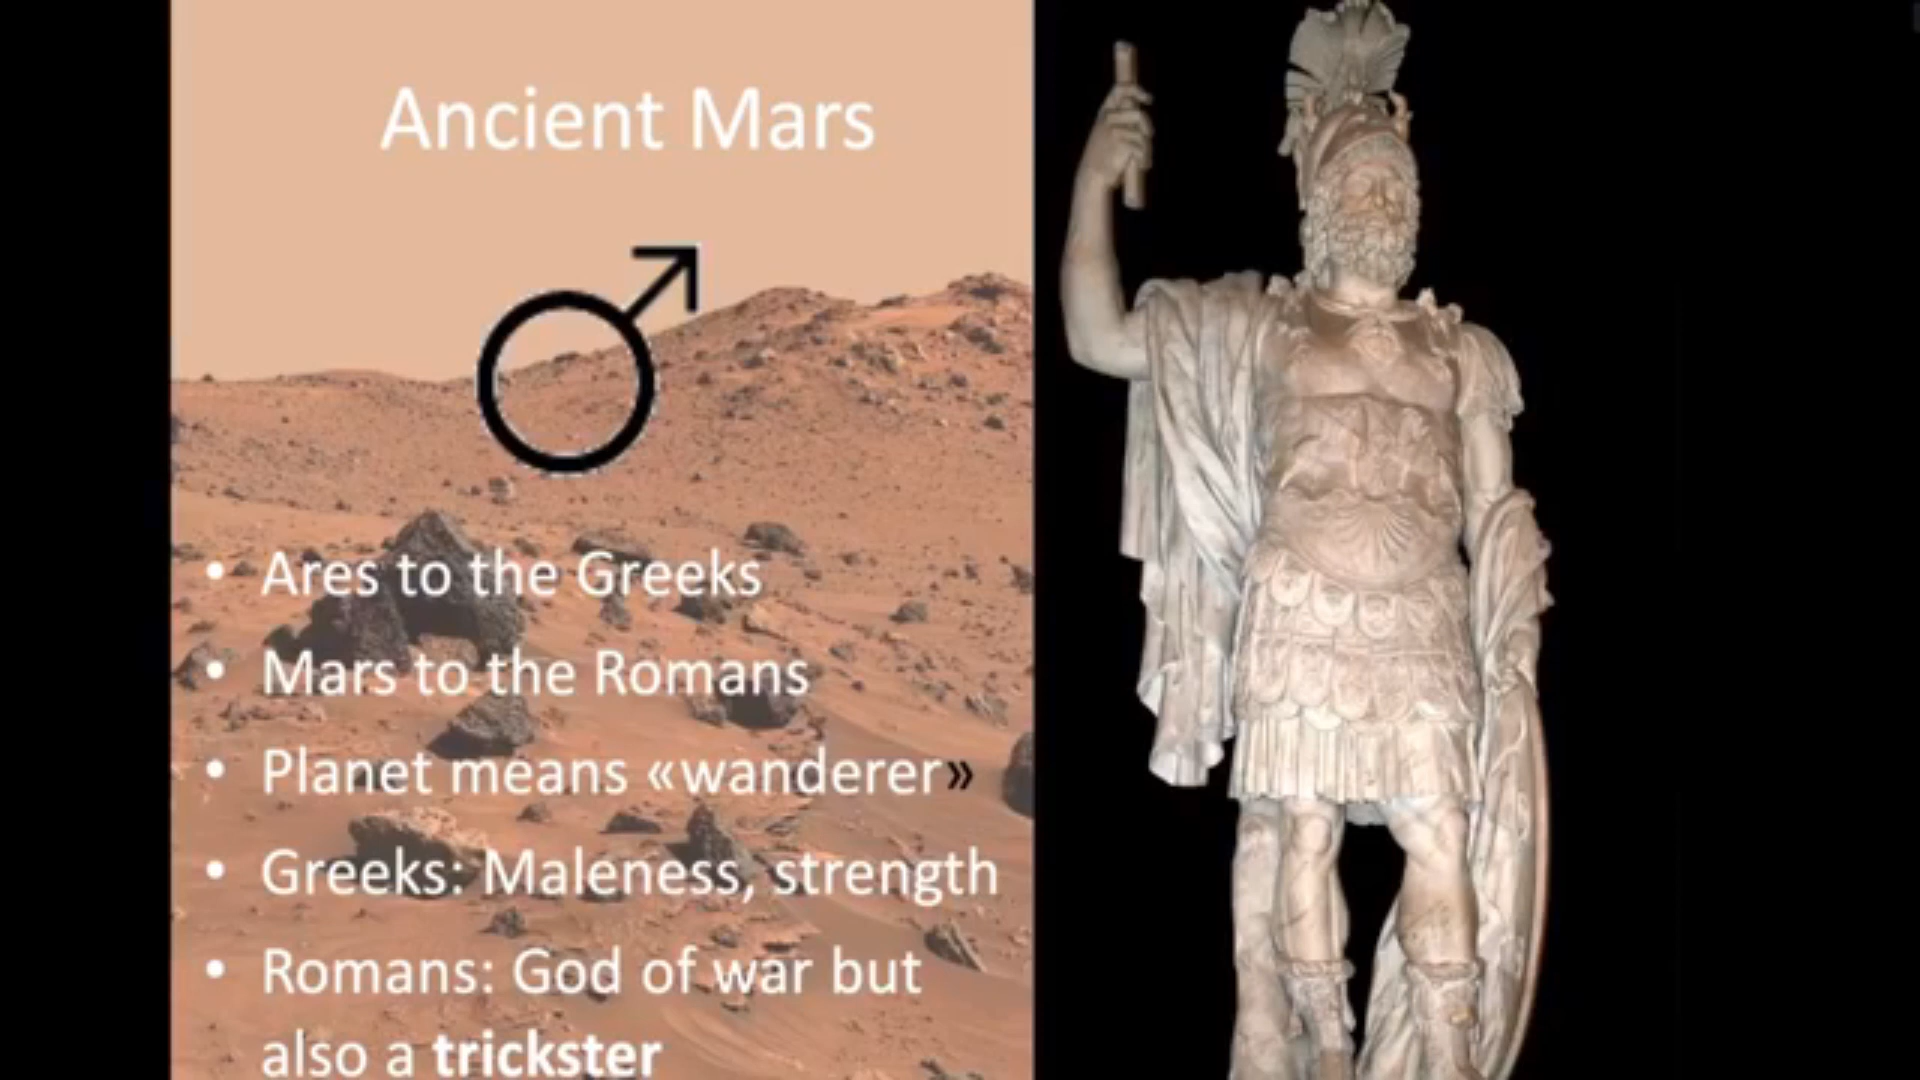 Ancient Mars
• Ares to the Greeks
• Mars to the Romans
• Planet means «wanderer»
• Greeks: Maleness, strength
• Romans: God of war but
also a trickster